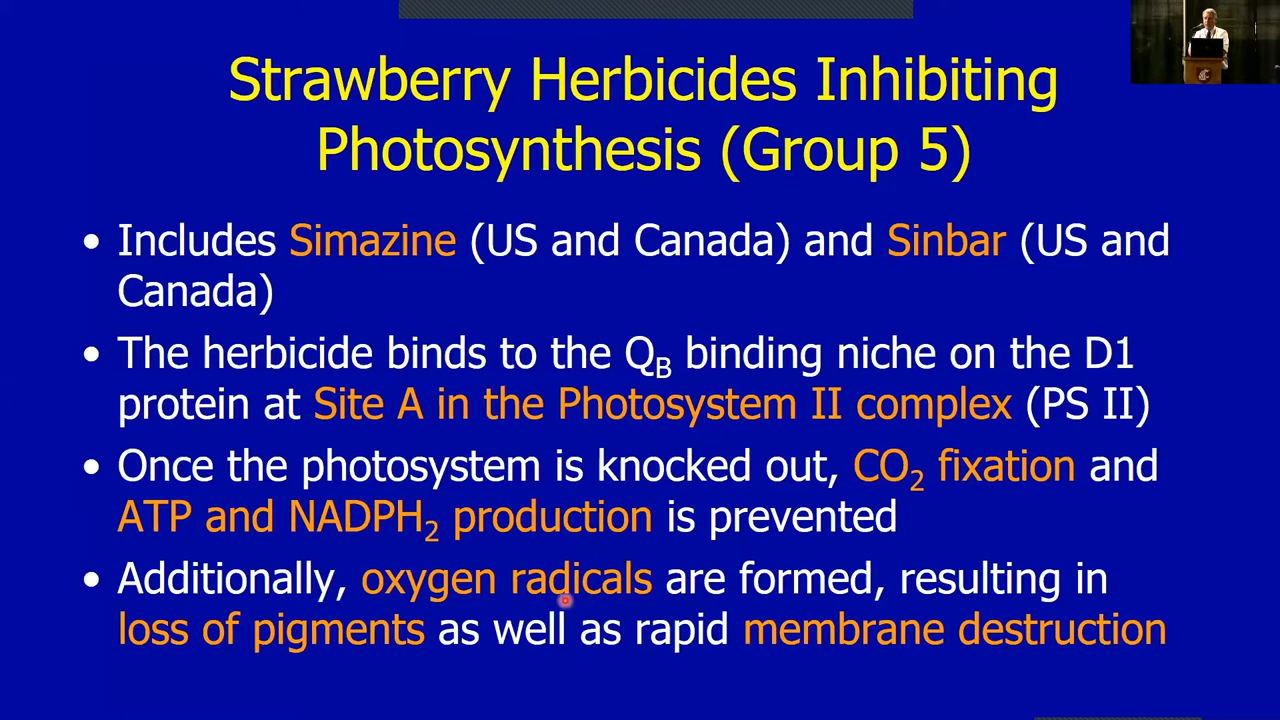 Strawberry Herbicides Inhibiting
Photosynthesis (Group 5)
• Includes Simazine (US and Canada) and Sinbar (US and
Canada)
• The herbicide binds to the Q_B binding niche on the D1
protein at Site A in the Photosystem II complex (PS II)
• Once the photosystem is knocked out, CO₂ fixation and
ATP and NADPH₂ production is prevented
• Additionally, oxygen radicals are formed, resulting in
loss of pigments as well as rapid membrane destruction